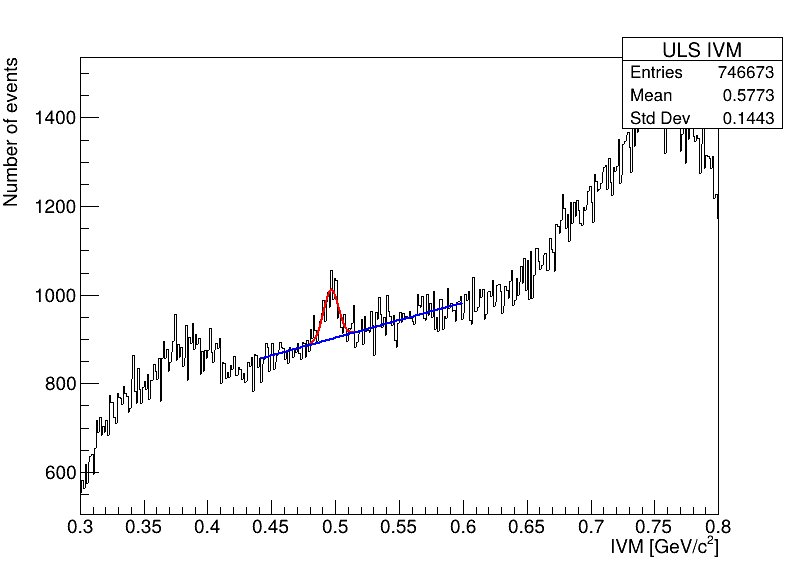 ULS IVM
Entries 746673
Mean 0.5773
Std Dev 0.1443
Number of events
1400
1200
1000
800
600
0.3 0.35 0.4 0.45 0.5 0.55 0.6 0.65 0.7 0.75 0.8
IVM [GeV/c²]